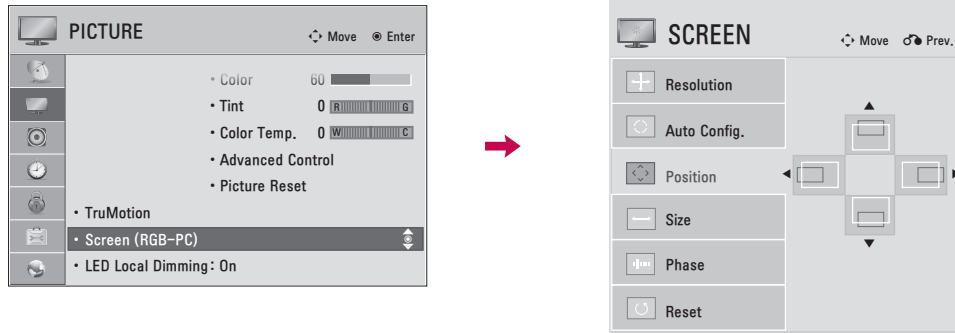 PICTURE Move Enter
• Color 60
• Tint 0 R G
• Color Temp. 0 W C
• Advanced Control
• Picture Reset
• TruMotion
• Screen (RGB-PC)
• LED Local Dimming: On
SCREEN Move Prev.
Resolution
Auto Config.
Position
Size
Phase
Reset